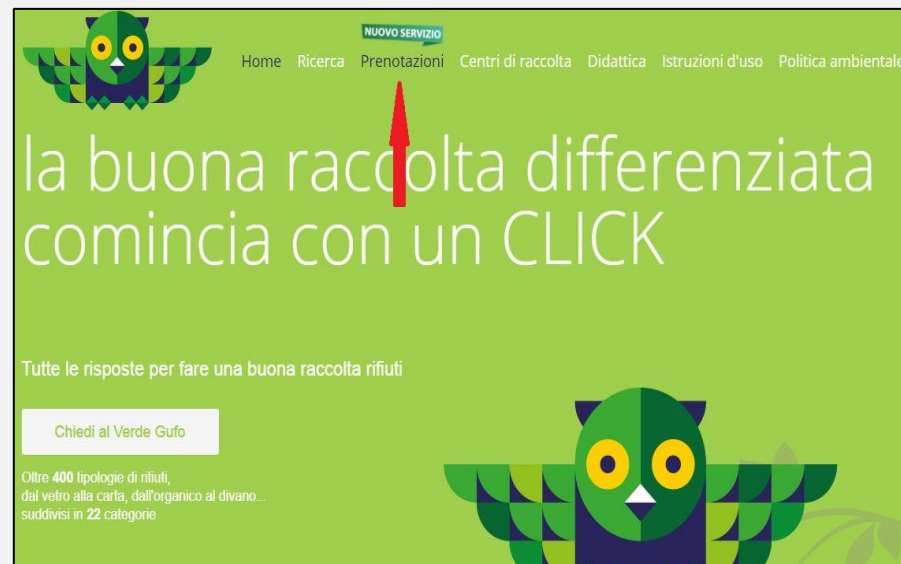 NUOVO SERVIZIO
Home Ricerca Prenotazioni Centri di raccolta Didattica Istruzioni d'uso Politica ambientale
la buona raccolta differenziata
comincia con un CLICK
Tutte le risposte per fare una buona raccolta rifiuti
Chiedi al Verde Gufo
Oltre 400 tipologie di rifiuti,
dal vetro alla carta, dall'organico al divano...
suddivisi in 22 categorie